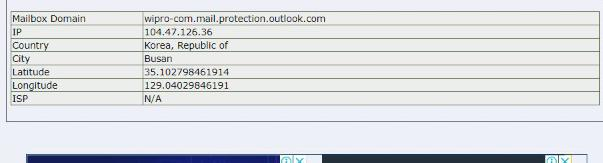 Mailbox Domain wipro-com.mail.protection.outlook.com
IP 104.47.126.36
Country Korea, Republic of
City Busan
Latitude 35.102798461914
Longitude 129.04029846191
ISP N/A